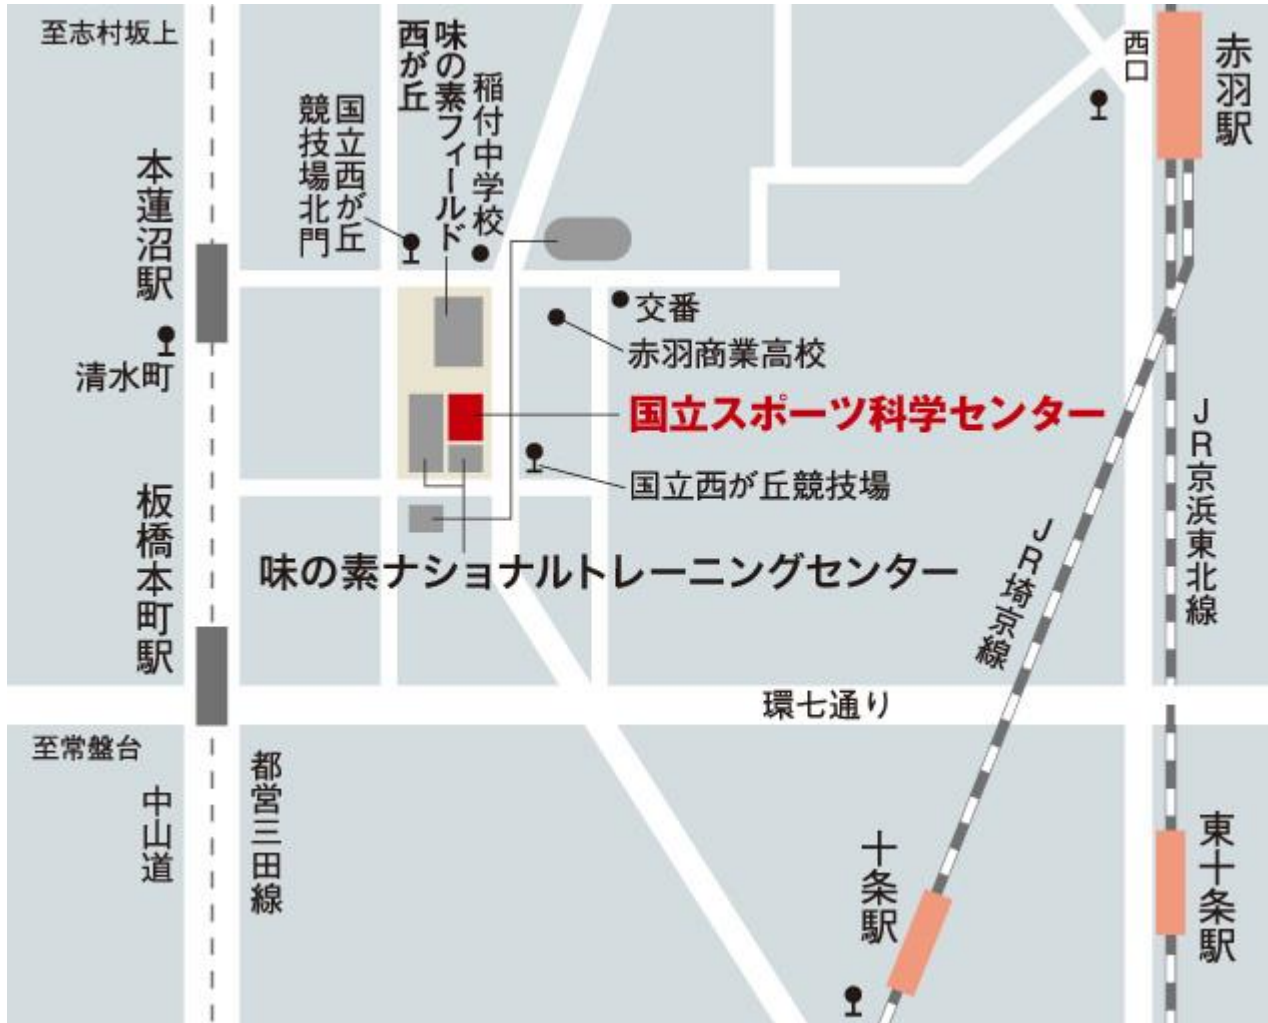 至志村坂上
本蓮沼駅
清水町
板橋本町駅
至常盤台
中山道
都営三田線
国立西が丘
競技場北門
味の素フィールド
西が丘
稲付中学校
交番
赤羽商業高校
国立スポーツ科学センター
国立西が丘競技場
味の素ナショナルトレーニングセンター
環七通り
西口
赤羽駅
JR京浜東北線
JR埼京線
十条駅
東十条駅